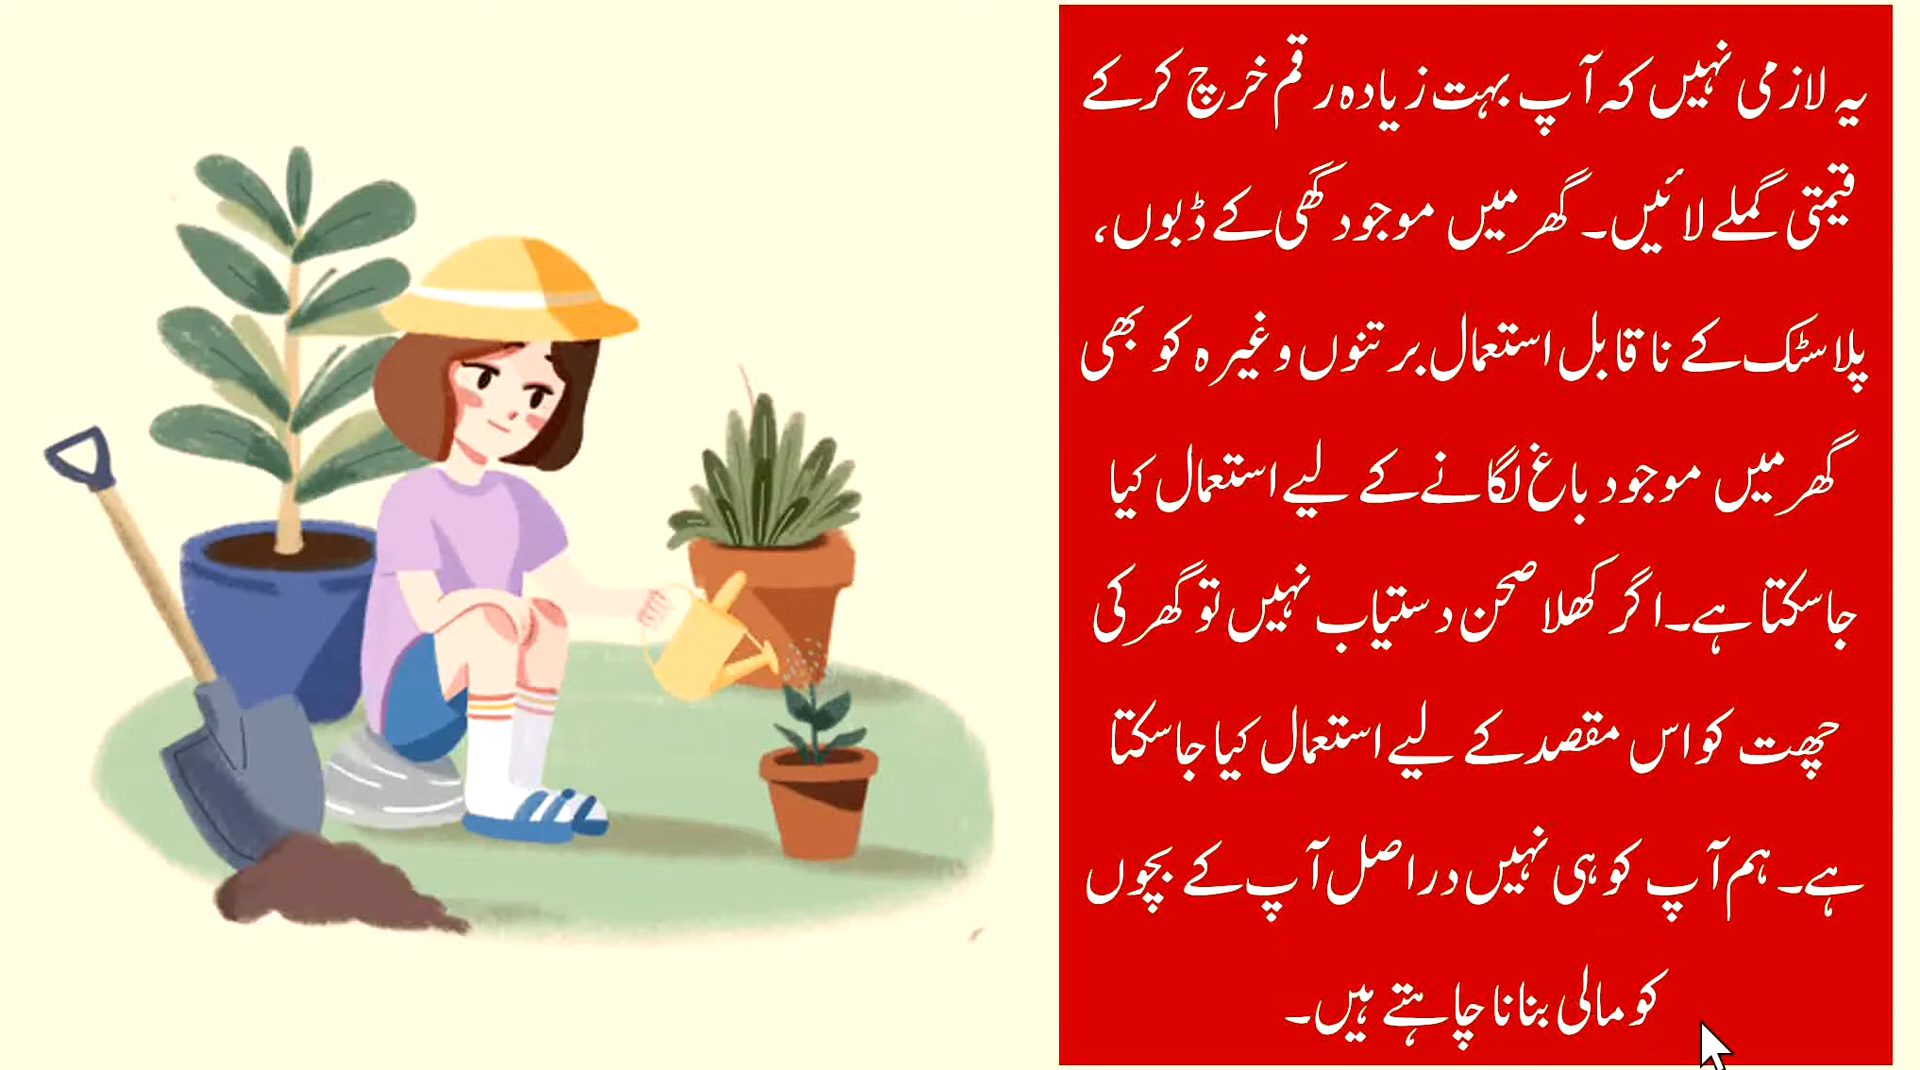 یہ لازمی نہیں کہ آپ بہت زیادہ رقم خرچ کرکے
قیمتی گملے لائیں۔ گھر میں موجود گھی کے ڈبوں،
پلاسٹک کے ناقابل استعمال برتنوں وغیرہ کو بھی
گھر میں موجود باغ لگانے کے لیے استعمال کیا
جاسکتا ہے۔ اگر کھلا صحن دستیاب نہیں تو گھر کی
چھت کو اس مقصد کے لیے استعمال کیا جاسکتا
ہے۔ ہم آپ کو ہی نہیں دراصل آپ کے بچوں
کو مالی بنانا چاہتے ہیں۔